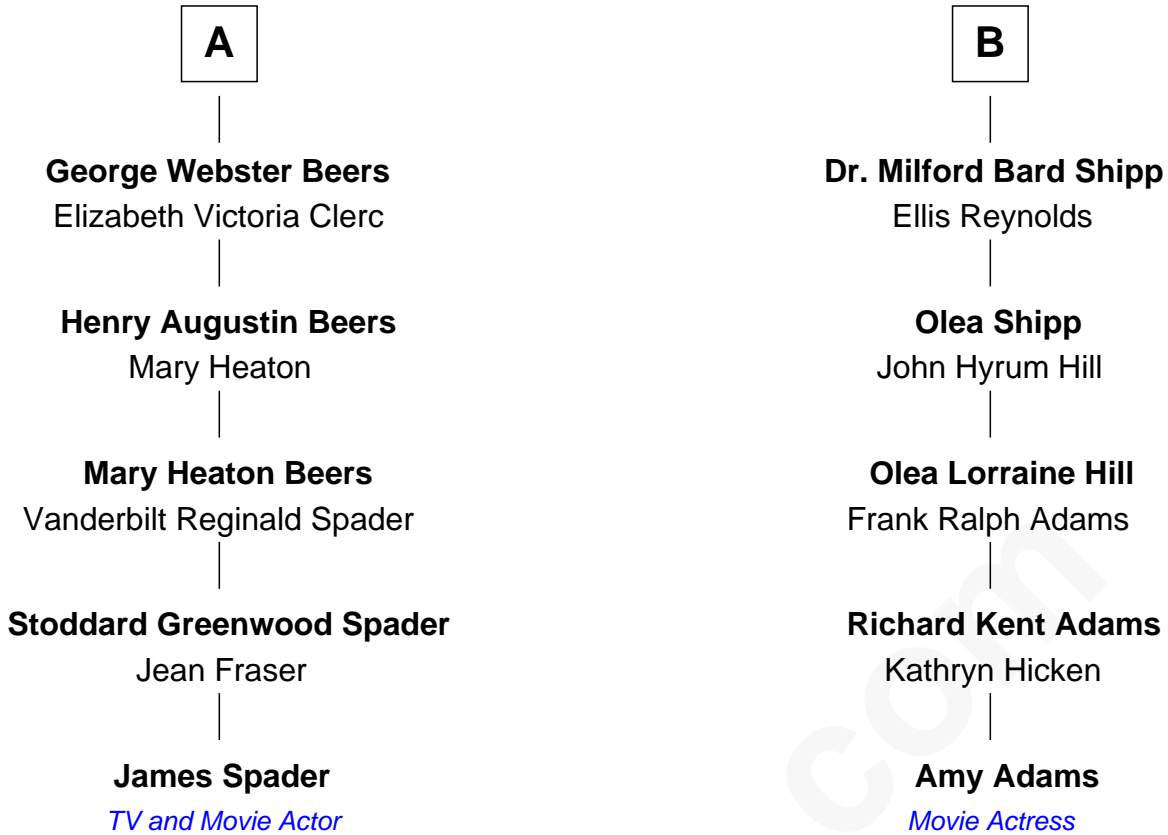 A
B
George Webster Beers
Elizabeth Victoria Clerc
Dr. Milford Bard Shipp
Ellis Reynolds
Henry Augustin Beers
Mary Heaton
Olea Shipp
John Hyrum Hill
Mary Heaton Beers
Vanderbilt Reginald Spader
Olea Lorraine Hill
Frank Ralph Adams
Stoddard Greenwood Spader
Jean Fraser
Richard Kent Adams
Kathryn Hicken
James Spader
TV and Movie Actor
Amy Adams
Movie Actress
com